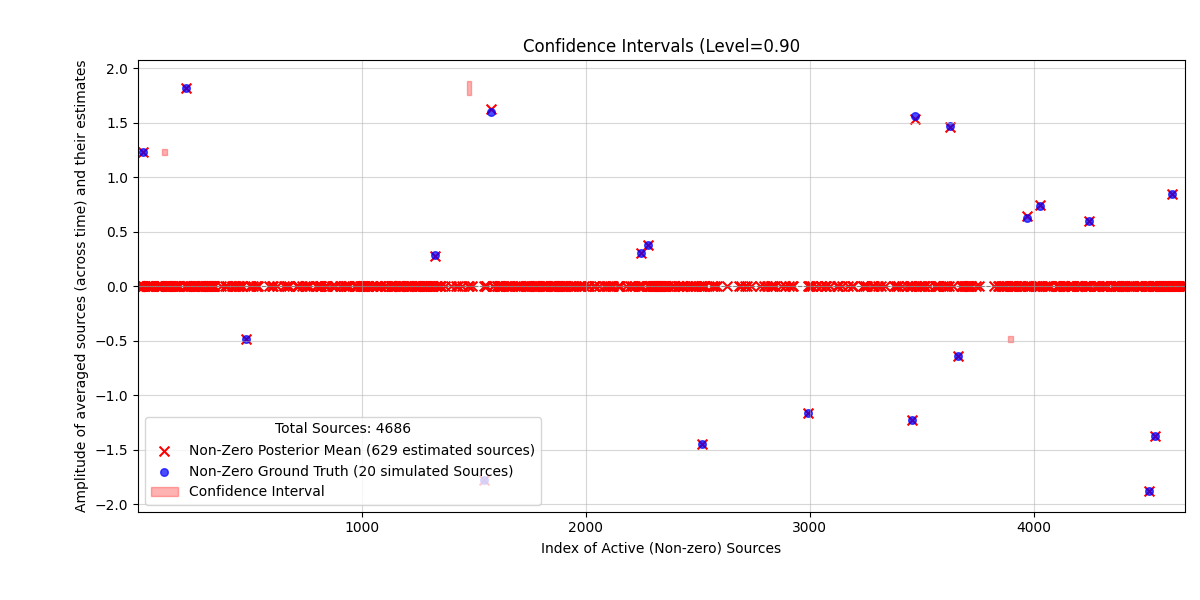 Confidence Intervals (Level=0.90
Amplitude of averaged sources (across time) and their estimates
2.0
1.5
1.0
0.5
0.0
−0.5
−1.0
−1.5
−2.0
Total Sources: 4686
Non-Zero Posterior Mean (629 estimated sources)
Non-Zero Ground Truth (20 simulated Sources)
Confidence Interval
1000
2000
3000
4000
Index of Active (Non-zero) Sources